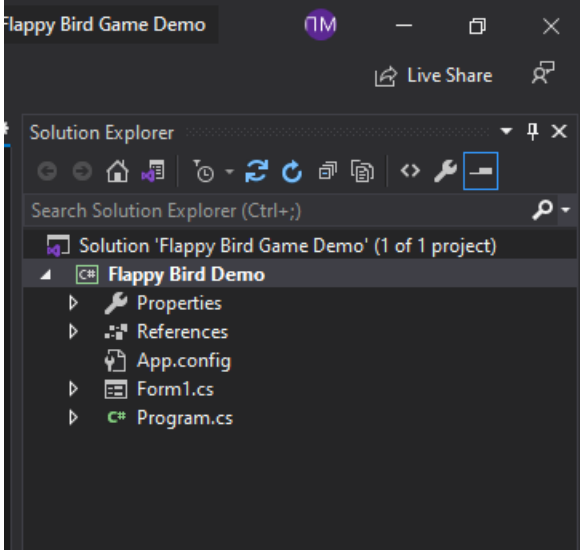 Flappy Bird Game Demo
ПМ
Live Share
Solution Explorer
Search Solution Explorer (Ctrl+;)
Solution 'Flappy Bird Game Demo' (1 of 1 project)
C# Flappy Bird Demo
Properties
References
App.config
Form1.cs
C# Program.cs